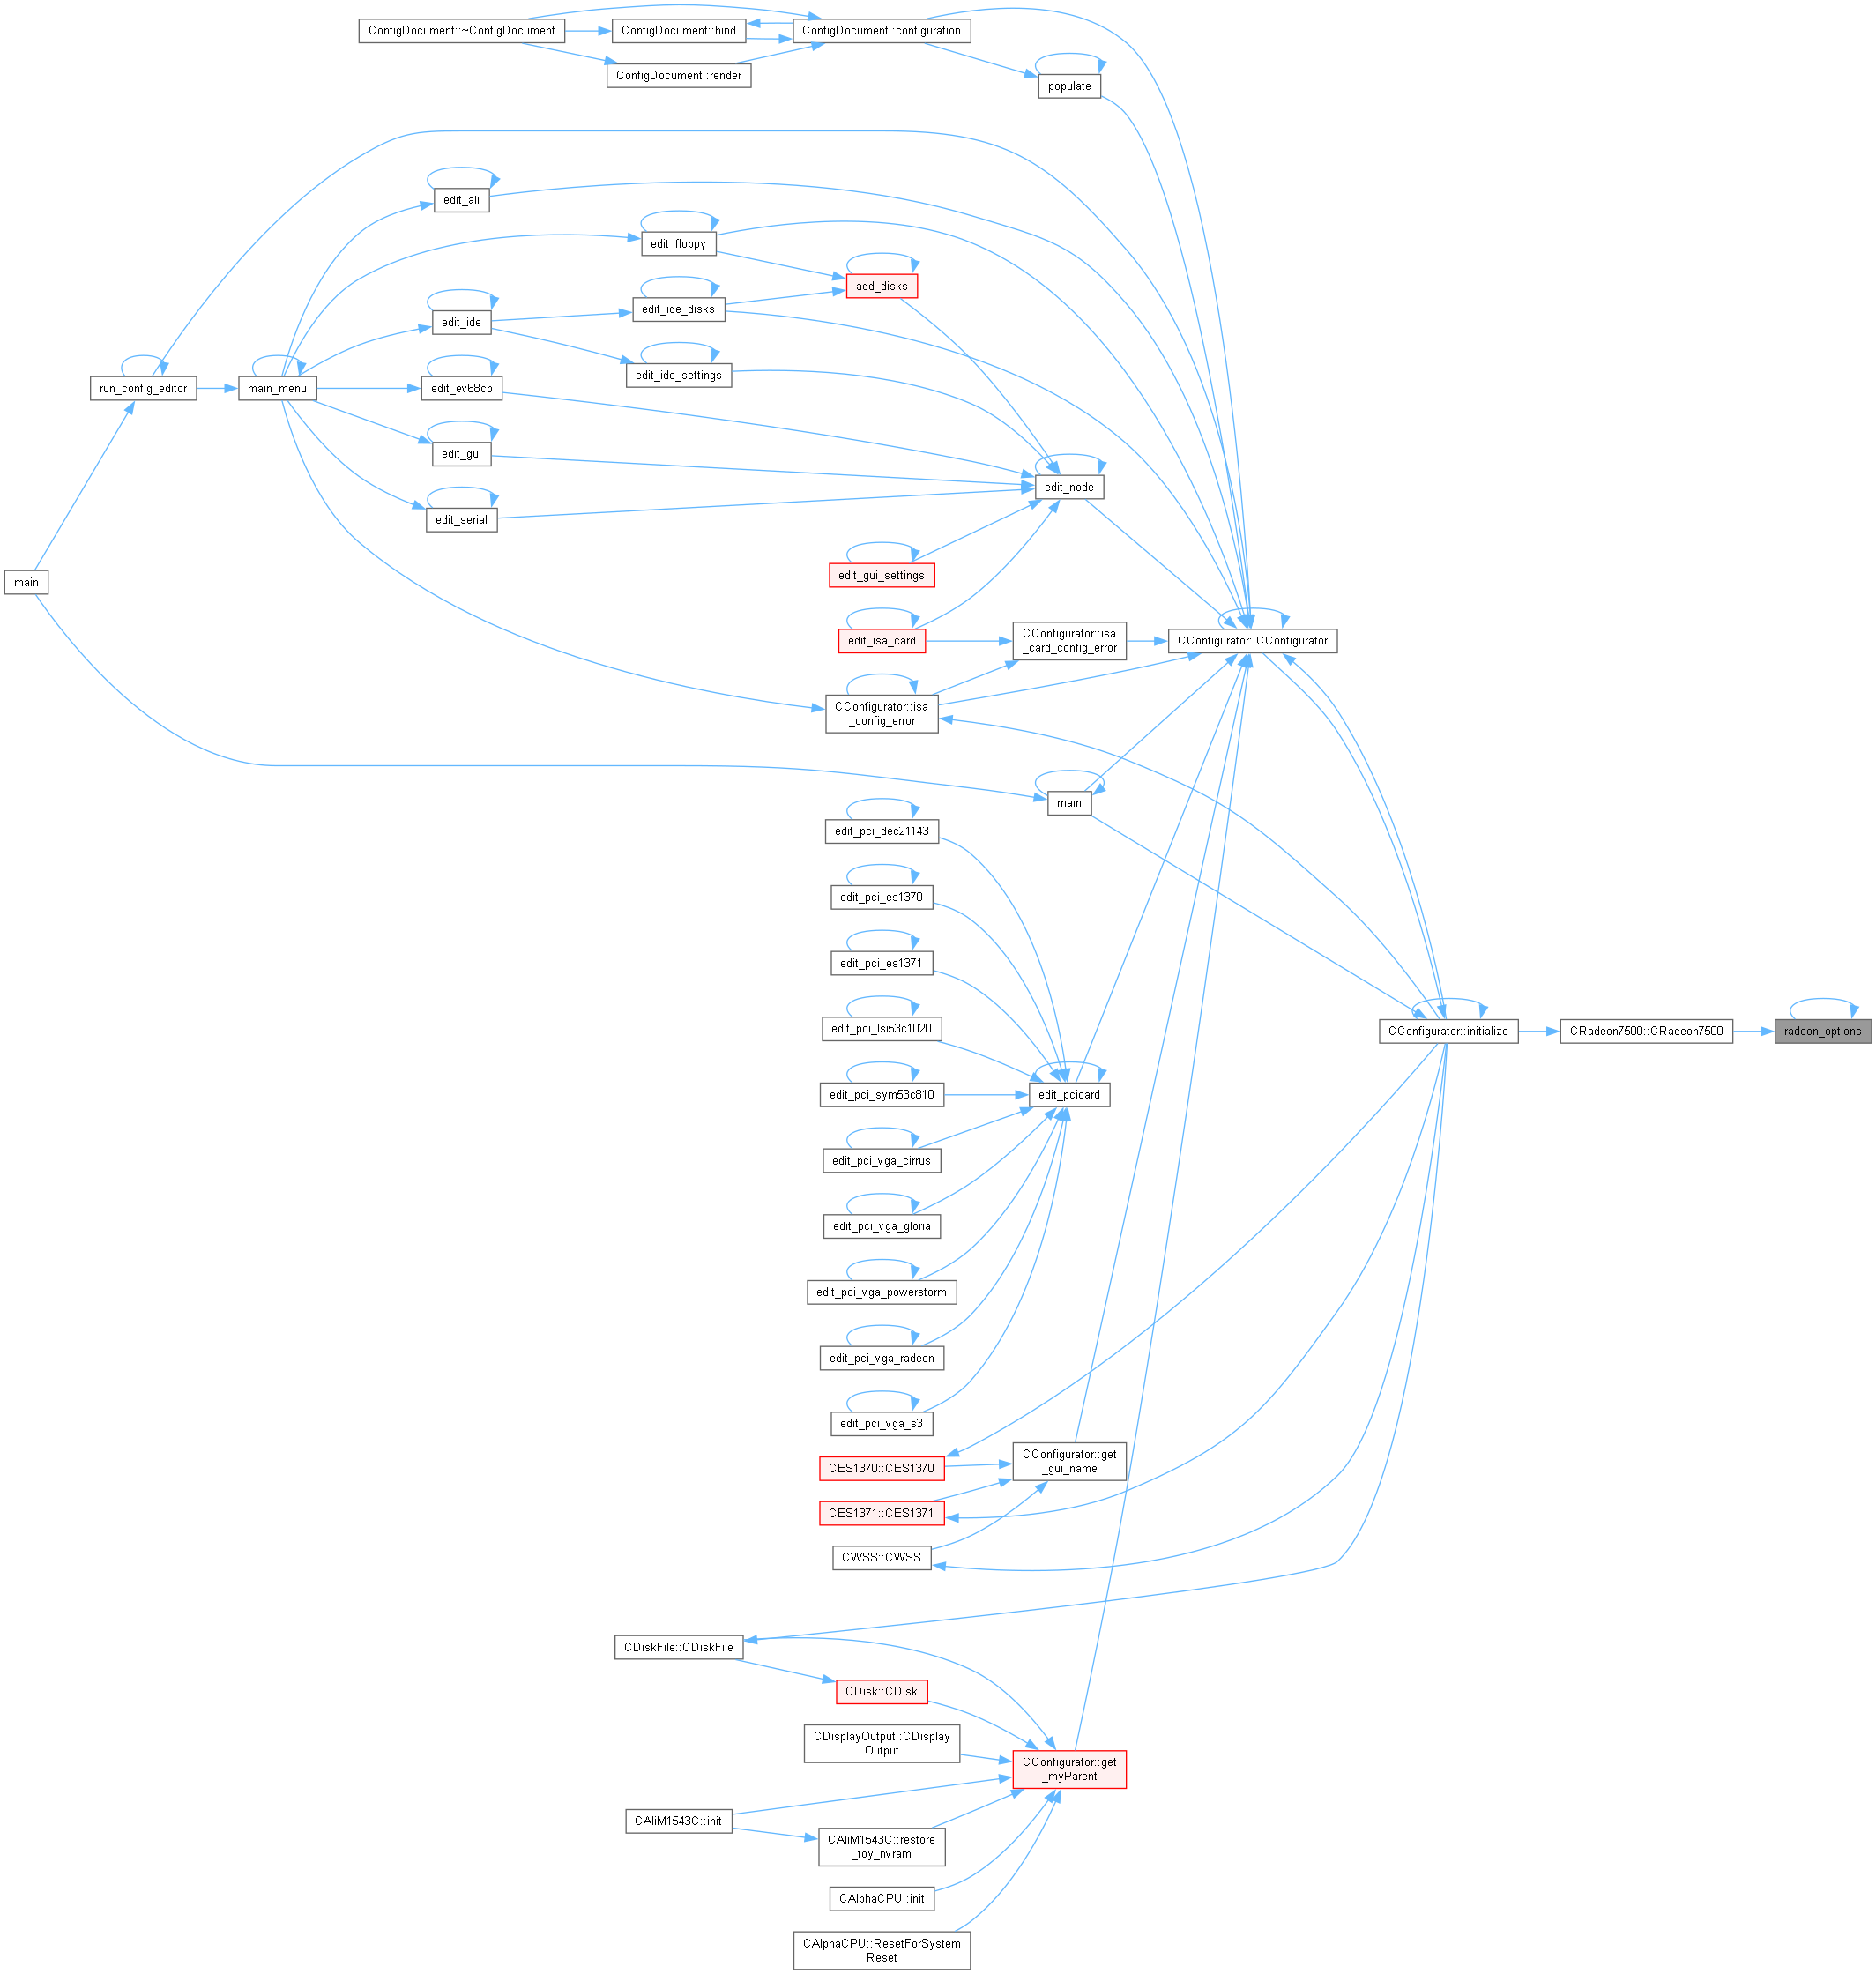 ConfigDocument::~ConfigDocument
ConfigDocument::bind
ConfigDocument::configuration
ConfigDocument::render
populate
edit_ali
edit_floppy
add_disks
edit_ide_disks
edit_ide
edit_ide_settings
run_config_editor
main_menu
edit_ev68cb
edit_gui
edit_node
edit_serial
main
edit_gui_settings
edit_isa_card
CConfigurator::isa
_card_config_error
CConfigurator::CConfigurator
CConfigurator::isa
_config_error
main
edit_pci_dec21143
edit_pci_es1370
edit_pci_es1371
edit_pci_lsi53c1020
CConfigurator::initialize
CRadeon7500::CRadeon7500
radeon_options
edit_pci_sym53c810
edit_pcicard
edit_pci_vga_cirrus
edit_pci_vga_gloria
edit_pci_vga_powerstorm
edit_pci_vga_radeon
edit_pci_vga_s3
CES1370::CES1370
CConfigurator::get
_gui_name
CES1371::CES1371
CWSS::CWSS
CDiskFile::CDiskFile
CDisk::CDisk
CDisplayOutput::CDisplay
Output
CConfigurator::get
_myParent
CAliM1543C::init
CAliM1543C::restore
_toy_nvram
CAlphaCPU::init
CAlphaCPU::ResetForSystem
Reset